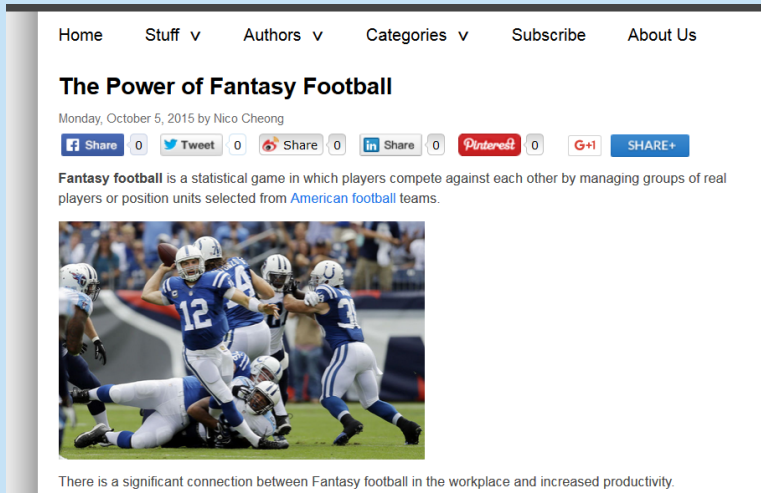 Home Stuff v Authors v Categories v Subscribe About Us
The Power of Fantasy Football
Monday, October 5, 2015 by Nico Cheong
f Share 0 Tweet 0 Share 0 in Share 0 Pinterest 0 G+1 SHARE+
Fantasy football is a statistical game in which players compete against each other by managing groups of real
players or position units selected from American football teams.
12
There is a significant connection between Fantasy football in the workplace and increased productivity.